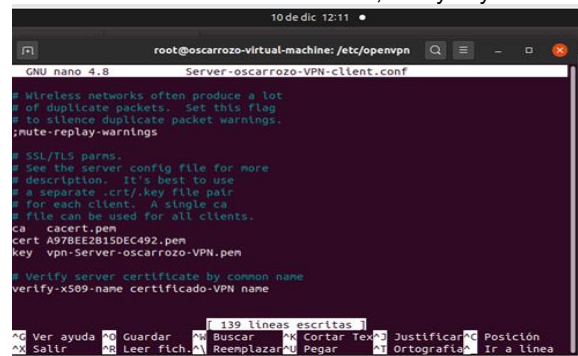 10 de dic 12:11
root@oscarrozo-virtual-machine: /etc/openvpn
GNU nano 4.8 Server-oscarrozo-VPN-client.conf
# Wireless networks often produce a lot
# of duplicate packets. Set this flag
# to silence duplicate packet warnings.
;mute-replay-warnings
# SSL/TLS parms.
# See the server config file for more
# description. It's best to use
# a separate .crt/.key file pair
# for each client. A single ca
# file can be used for all clients.
ca cacert.pem
cert A97BEE2B15DEC492.pem
key vpn-Server-oscarrozo-VPN.pem
# Verify server certificate by common name
verify-x509-name certificado-VPN name
[ 139 líneas escritas ]
^G Ver ayuda ^O Guardar ^W Buscar ^K Cortar Tex^J Justificar^C Posición
^X Salir ^R Leer fich.^\ Reemplazar^U Pegar ^T Ortografía^_ Ir a línea